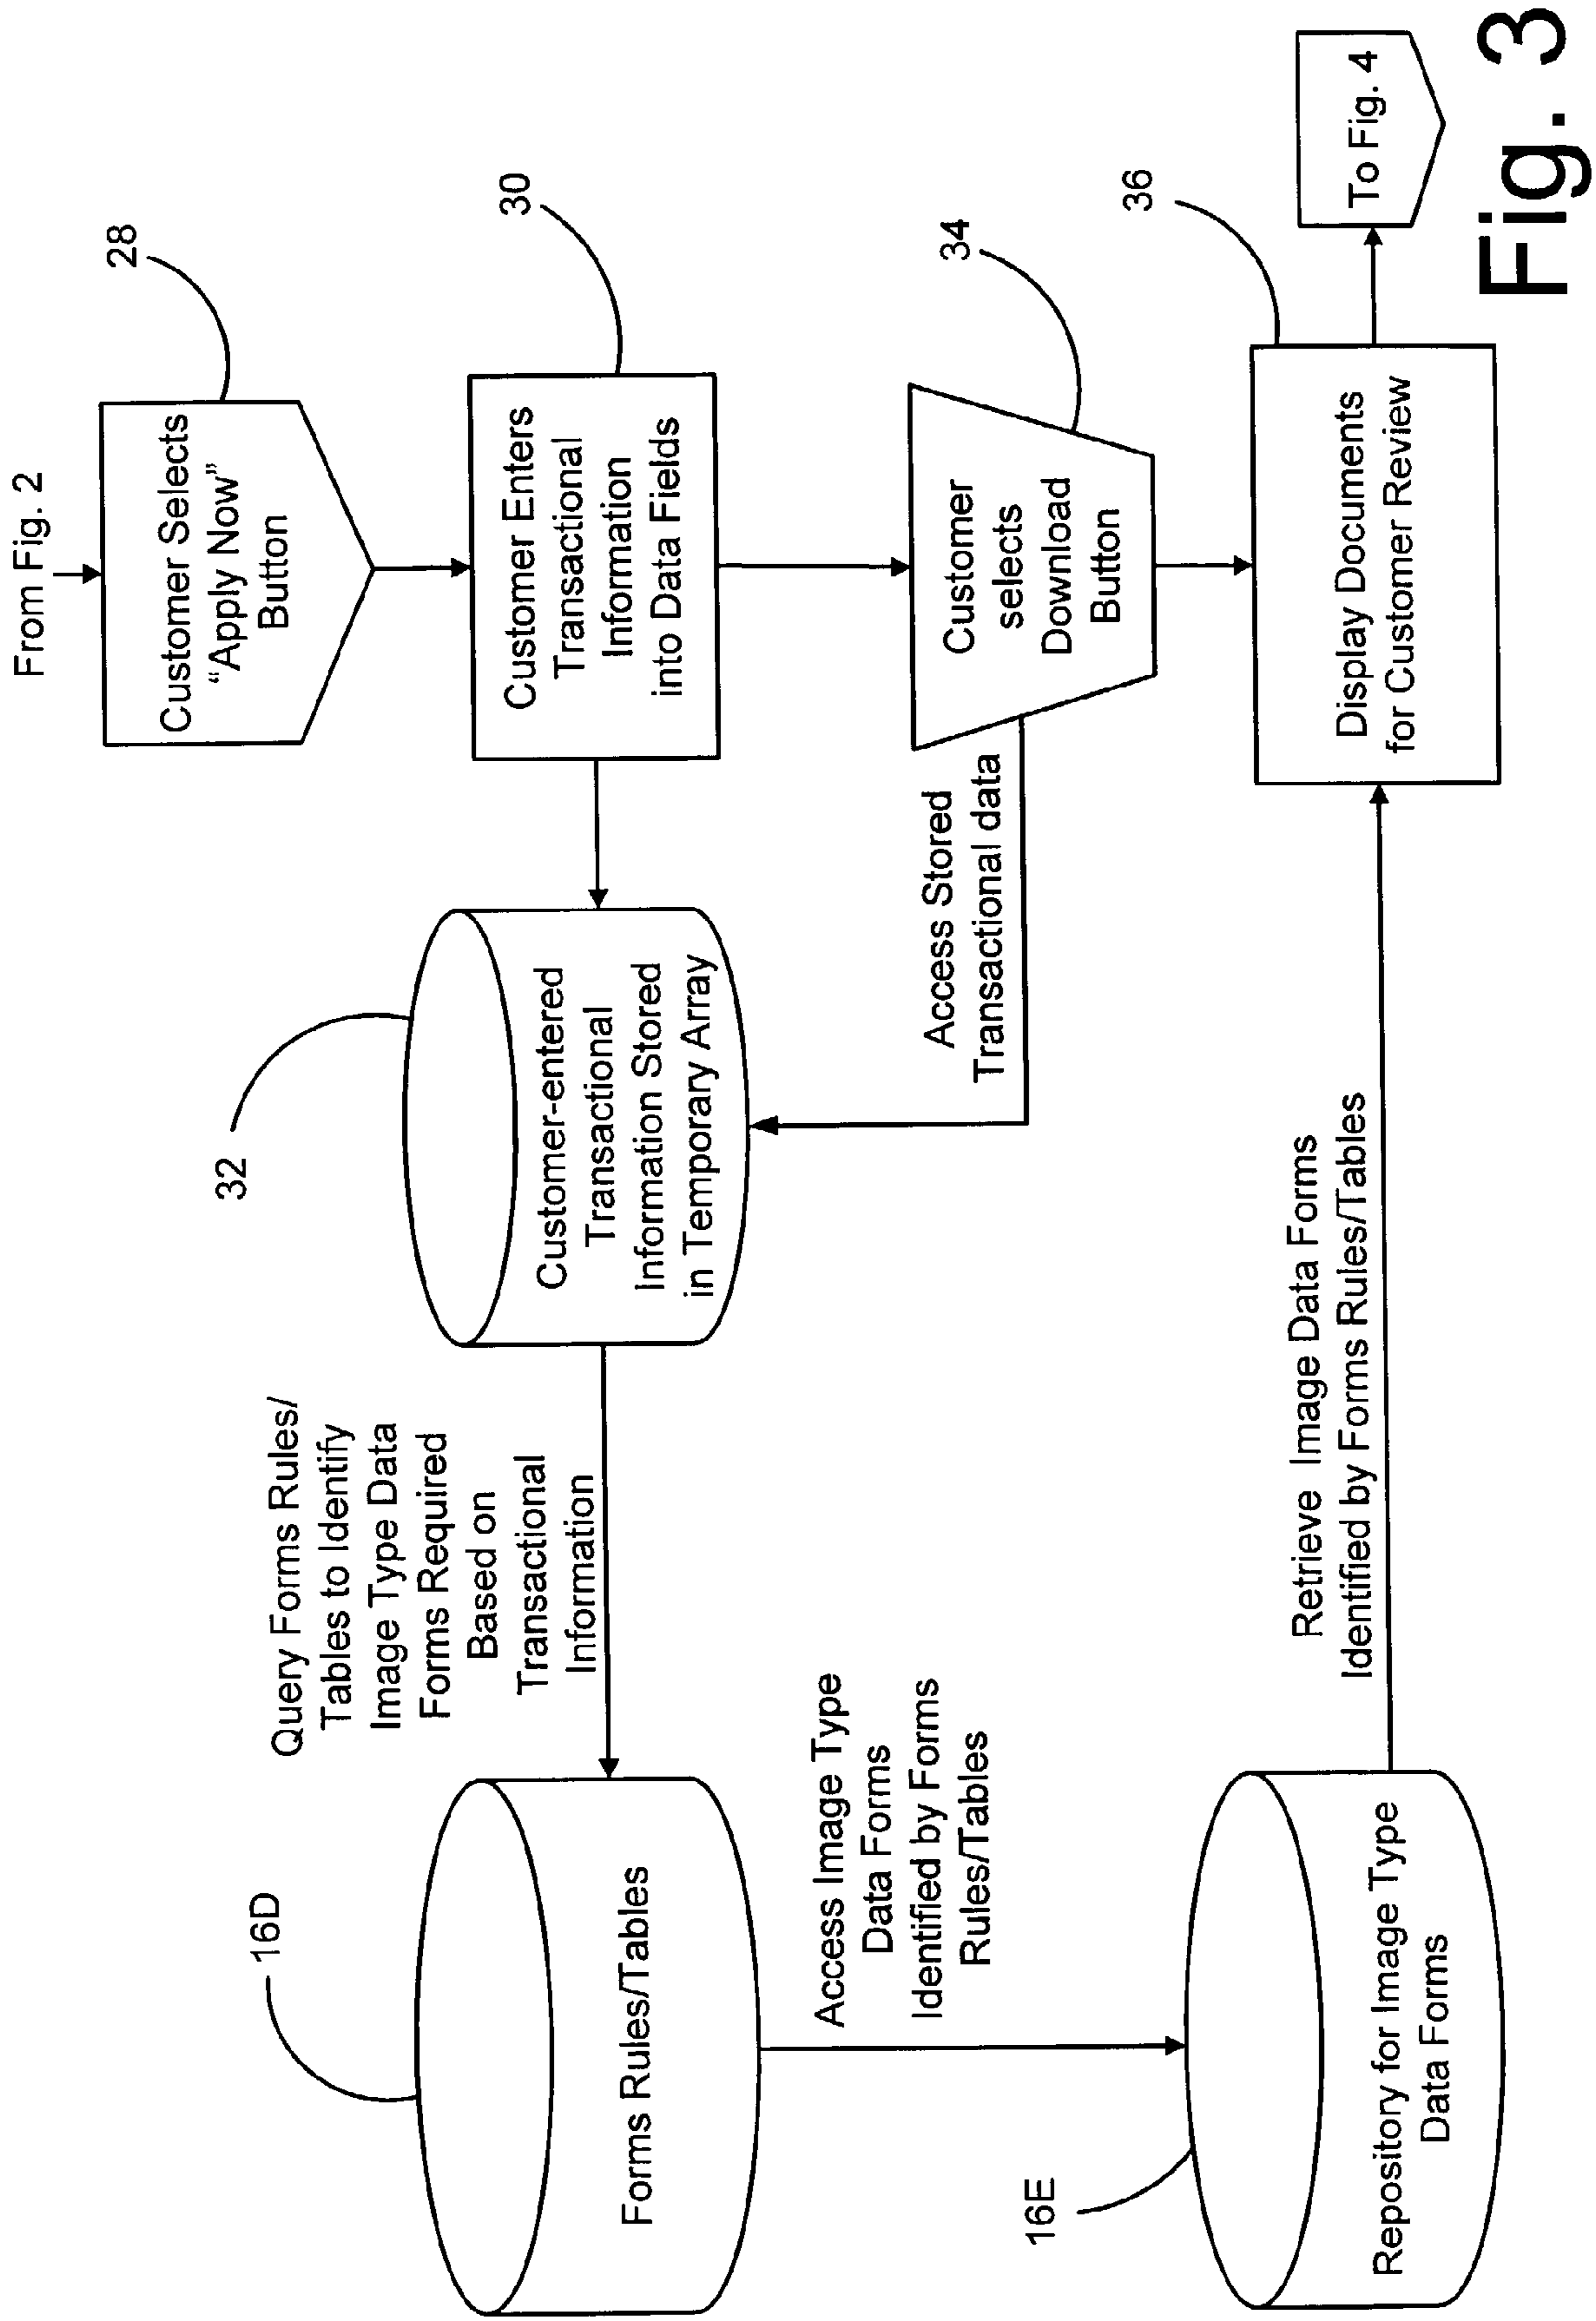 From Fig. 2
Customer Selects
“Apply Now”
Button
28
Customer Enters
Transactional
Information
into Data Fields
30
32
Customer-entered
Transactional
Information Stored
in Temporary Array
Query Forms Rules/
Tables to Identify
Image Type Data
Forms Required
Based on
Transactional
Information
16D
Forms Rules/Tables
Customer
selects
Download
Button
34
Access Stored
Transactional data
Access Image Type
Data Forms
Identified by Forms
Rules/Tables
16E
Repository for Image Type
Data Forms
Retrieve Image Data Forms
Identified by Forms Rules/Tables
Display Documents
for Customer Review
36
To Fig. 4
Fig. 3